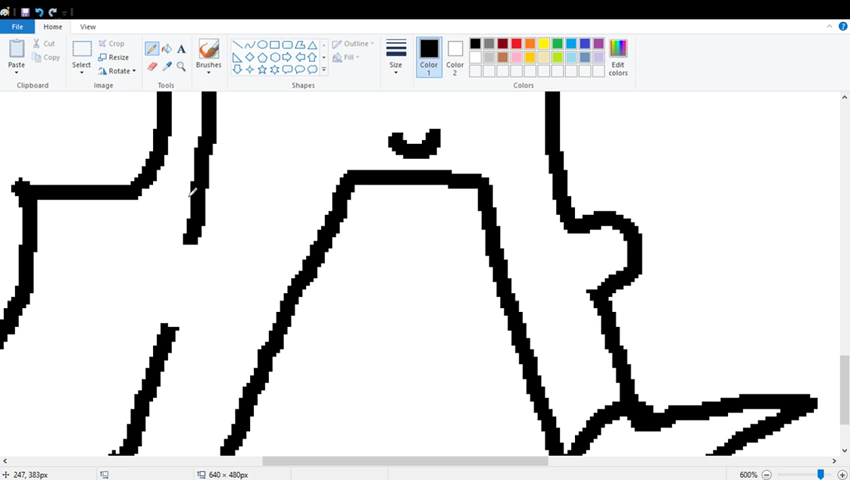 File Home View
Cut
Copy
Paste
Clipboard
Crop
Resize
Rotate
Select
Image
A
Tools
Brushes
Outline
Fill
Shapes
Size
Color 1
Color 2
Edit colors
Colors
247, 383px
640 × 480px
600%